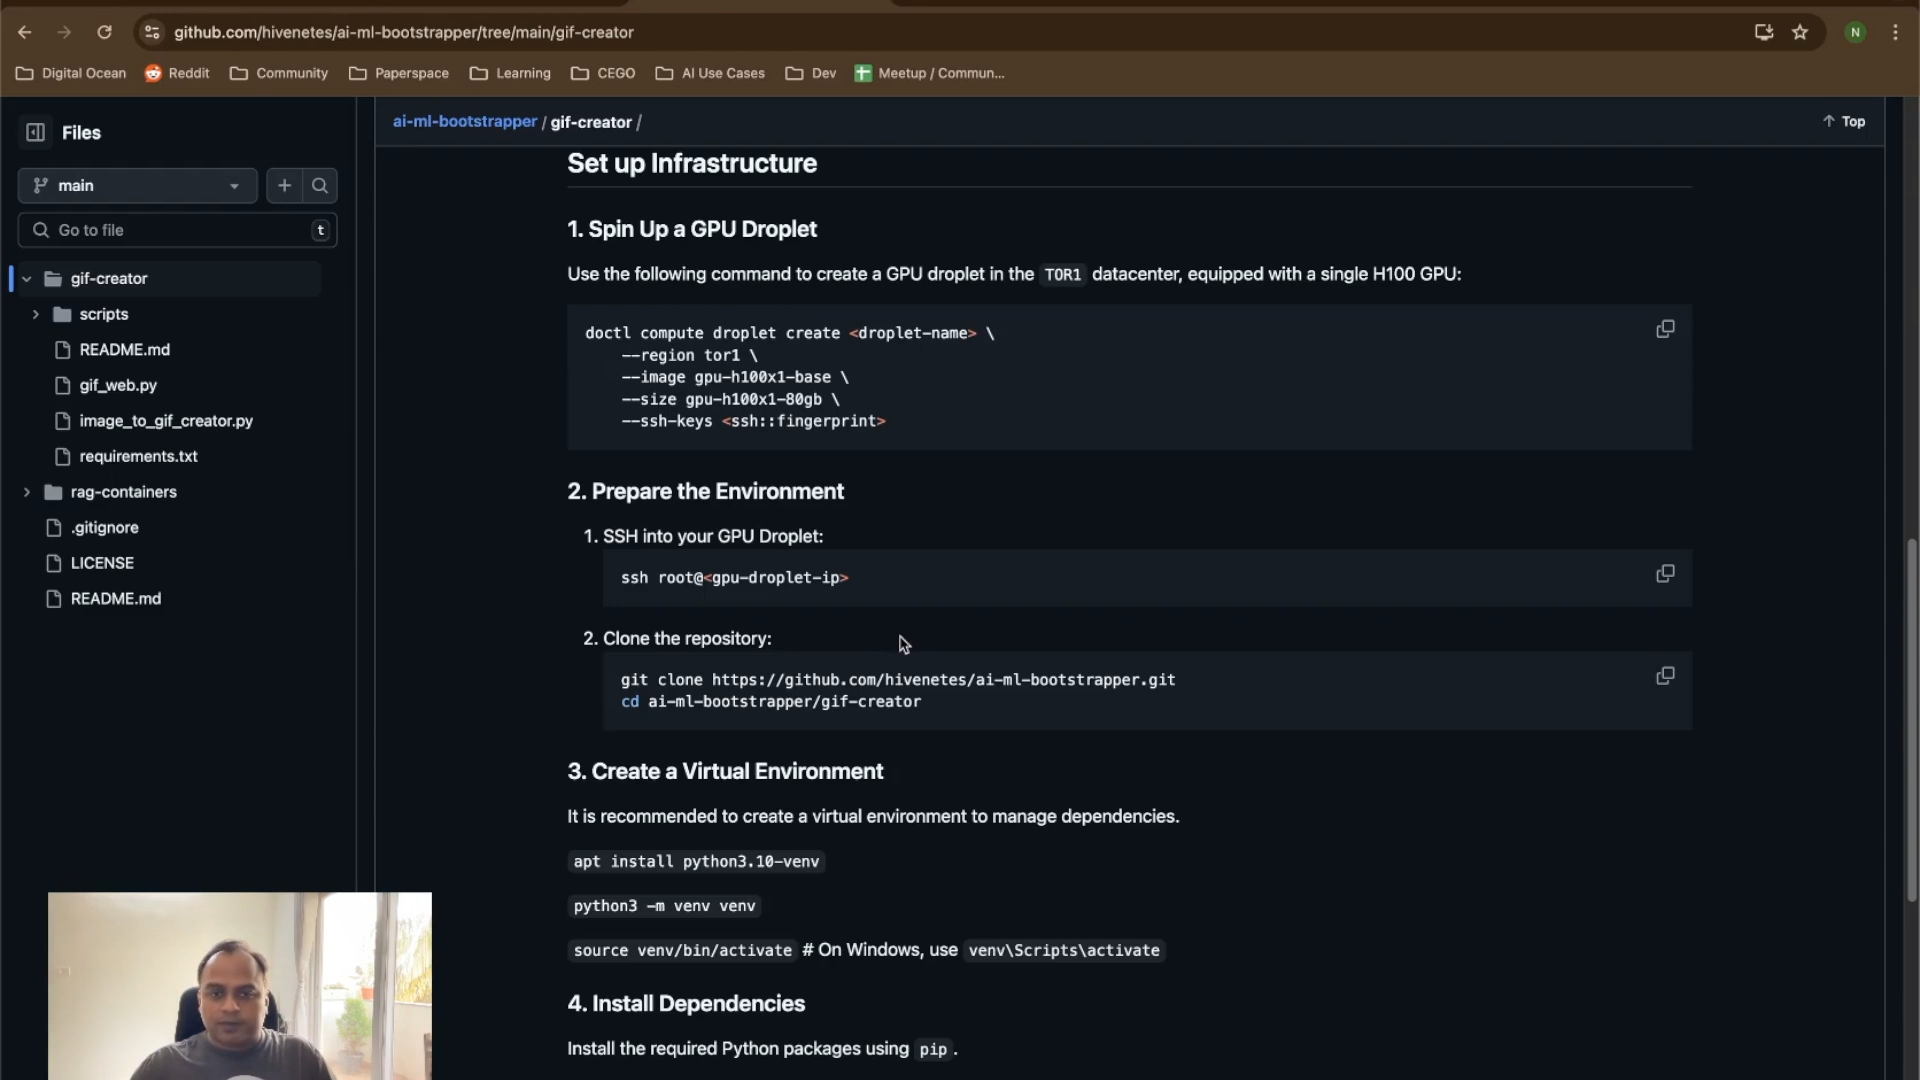 github.com/hivenetes/ai-ml-bootstrapper/tree/main/gif-creator
N
Digital Ocean
Reddit
Community
Paperspace
Learning
CEGO
AI Use Cases
Dev
Meetup / Commun...
Files
main
Go to file
t
gif-creator
scripts
README.md
gif_web.py
image_to_gif_creator.py
requirements.txt
rag-containers
.gitignore
LICENSE
README.md
ai-ml-bootstrapper / gif-creator /
Top
Set up Infrastructure
1. Spin Up a GPU Droplet
Use the following command to create a GPU droplet in the TOR1 datacenter, equipped with a single H100 GPU:
doctl compute droplet create <droplet-name> \
--region tor1 \
--image gpu-h100x1-base \
--size gpu-h100x1-80gb \
--ssh-keys <ssh::fingerprint>
2. Prepare the Environment
1. SSH into your GPU Droplet:
ssh root@<gpu-droplet-ip>
2. Clone the repository:
git clone https://github.com/hivenetes/ai-ml-bootstrapper.git
cd ai-ml-bootstrapper/gif-creator
3. Create a Virtual Environment
It is recommended to create a virtual environment to manage dependencies.
apt install python3.10-venv
python3 -m venv venv
source venv/bin/activate # On Windows, use venv\Scripts\activate
4. Install Dependencies
Install the required Python packages using pip .